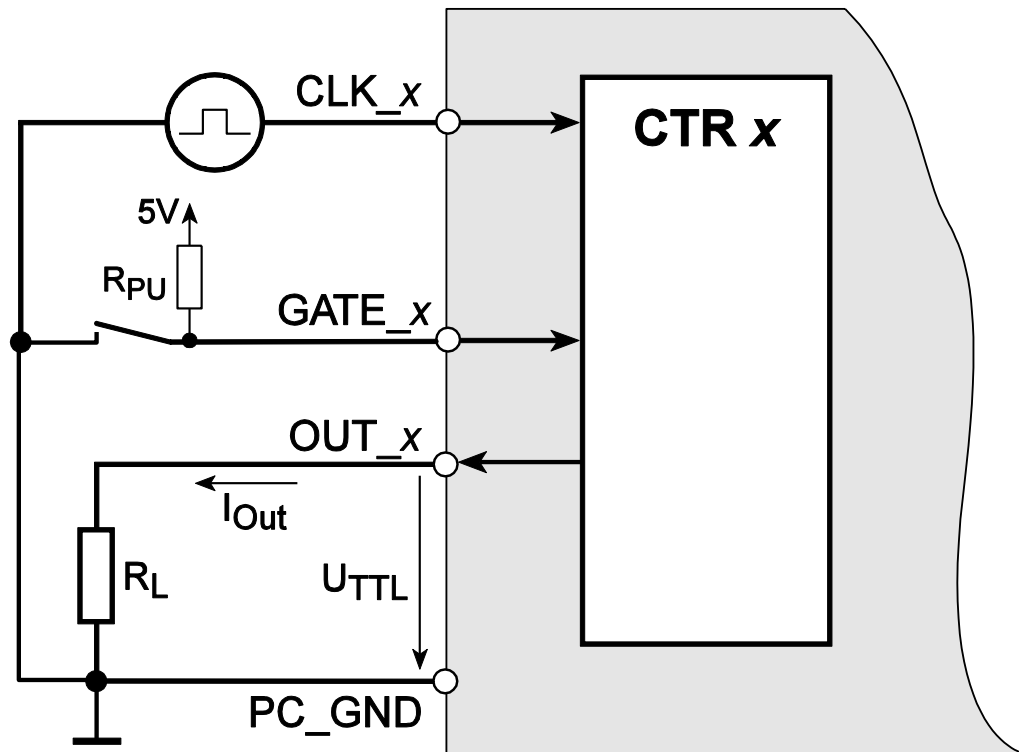 CLK_x
CTR x
5V
RPU
GATE_x
OUT_x
IOut
RL
UTTL
PC_GND